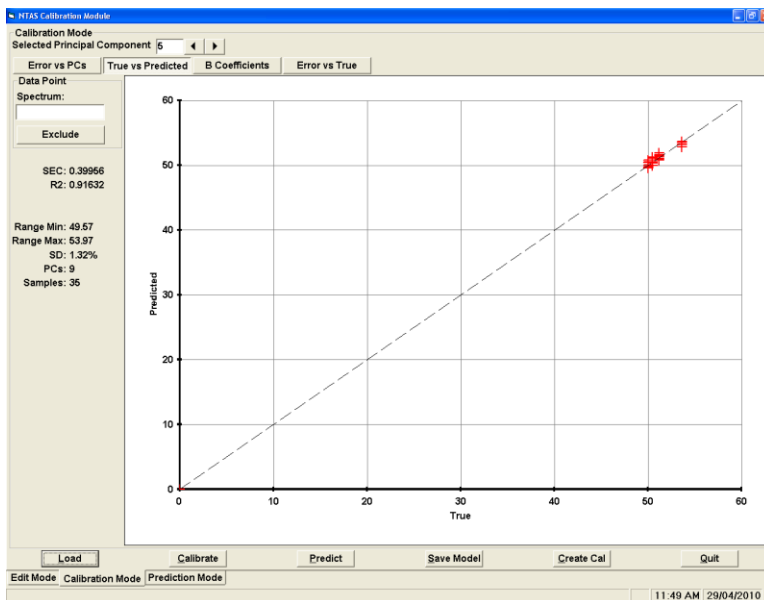 NTAS Calibration Module
Calibration Mode
Selected Principal Component 5
Error vs PCs True vs Predicted B Coefficients Error vs True
Data Point
Spectrum:
Exclude
SEC: 0.39956
R2: 0.91632
Range Min: 49.57
Range Max: 53.97
SD: 1.32%
PCs: 9
Samples: 35
60
50
40
30
20
10
0
Predicted
0 10 20 30 40 50 60
True
Load Calibrate Predict Save Model Create Cal Quit
Edit Mode Calibration Mode Prediction Mode
11:49 AM 29/04/2010